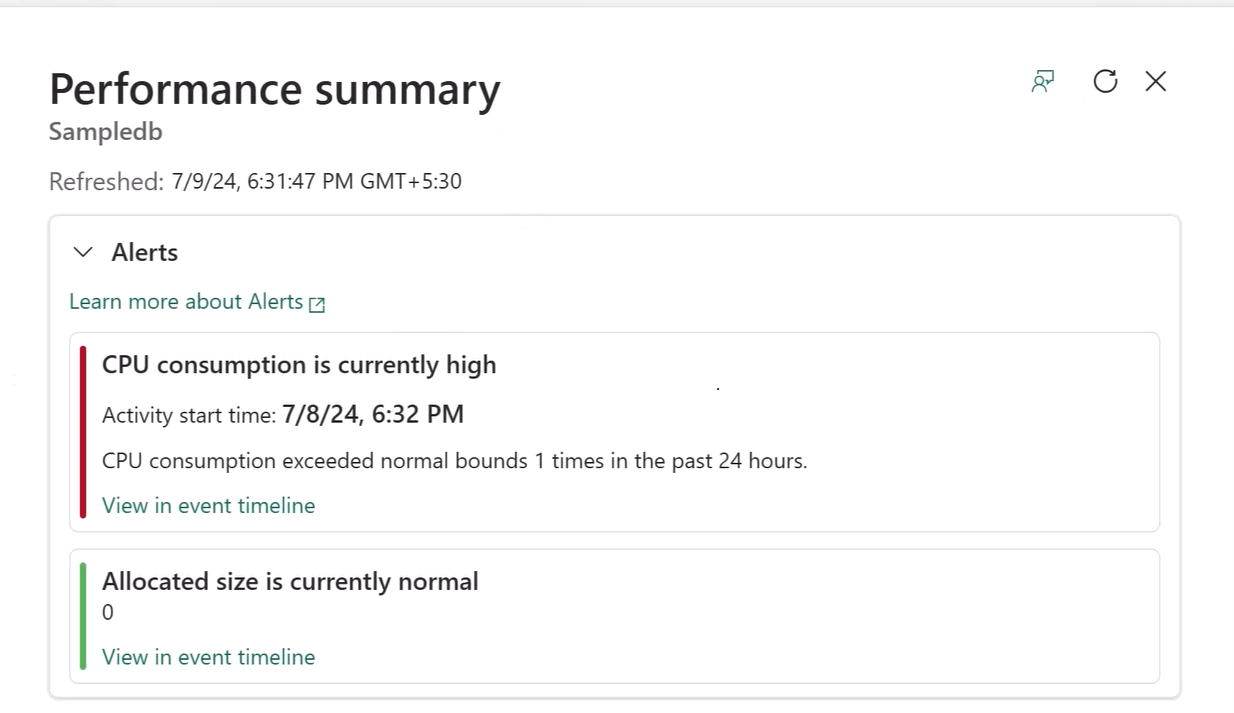 Performance summary
Sampledb
Refreshed: 7/9/24, 6:31:47 PM GMT+5:30
Alerts
Learn more about Alerts
CPU consumption is currently high
Activity start time: 7/8/24, 6:32 PM
CPU consumption exceeded normal bounds 1 times in the past 24 hours.
View in event timeline
Allocated size is currently normal
0
View in event timeline